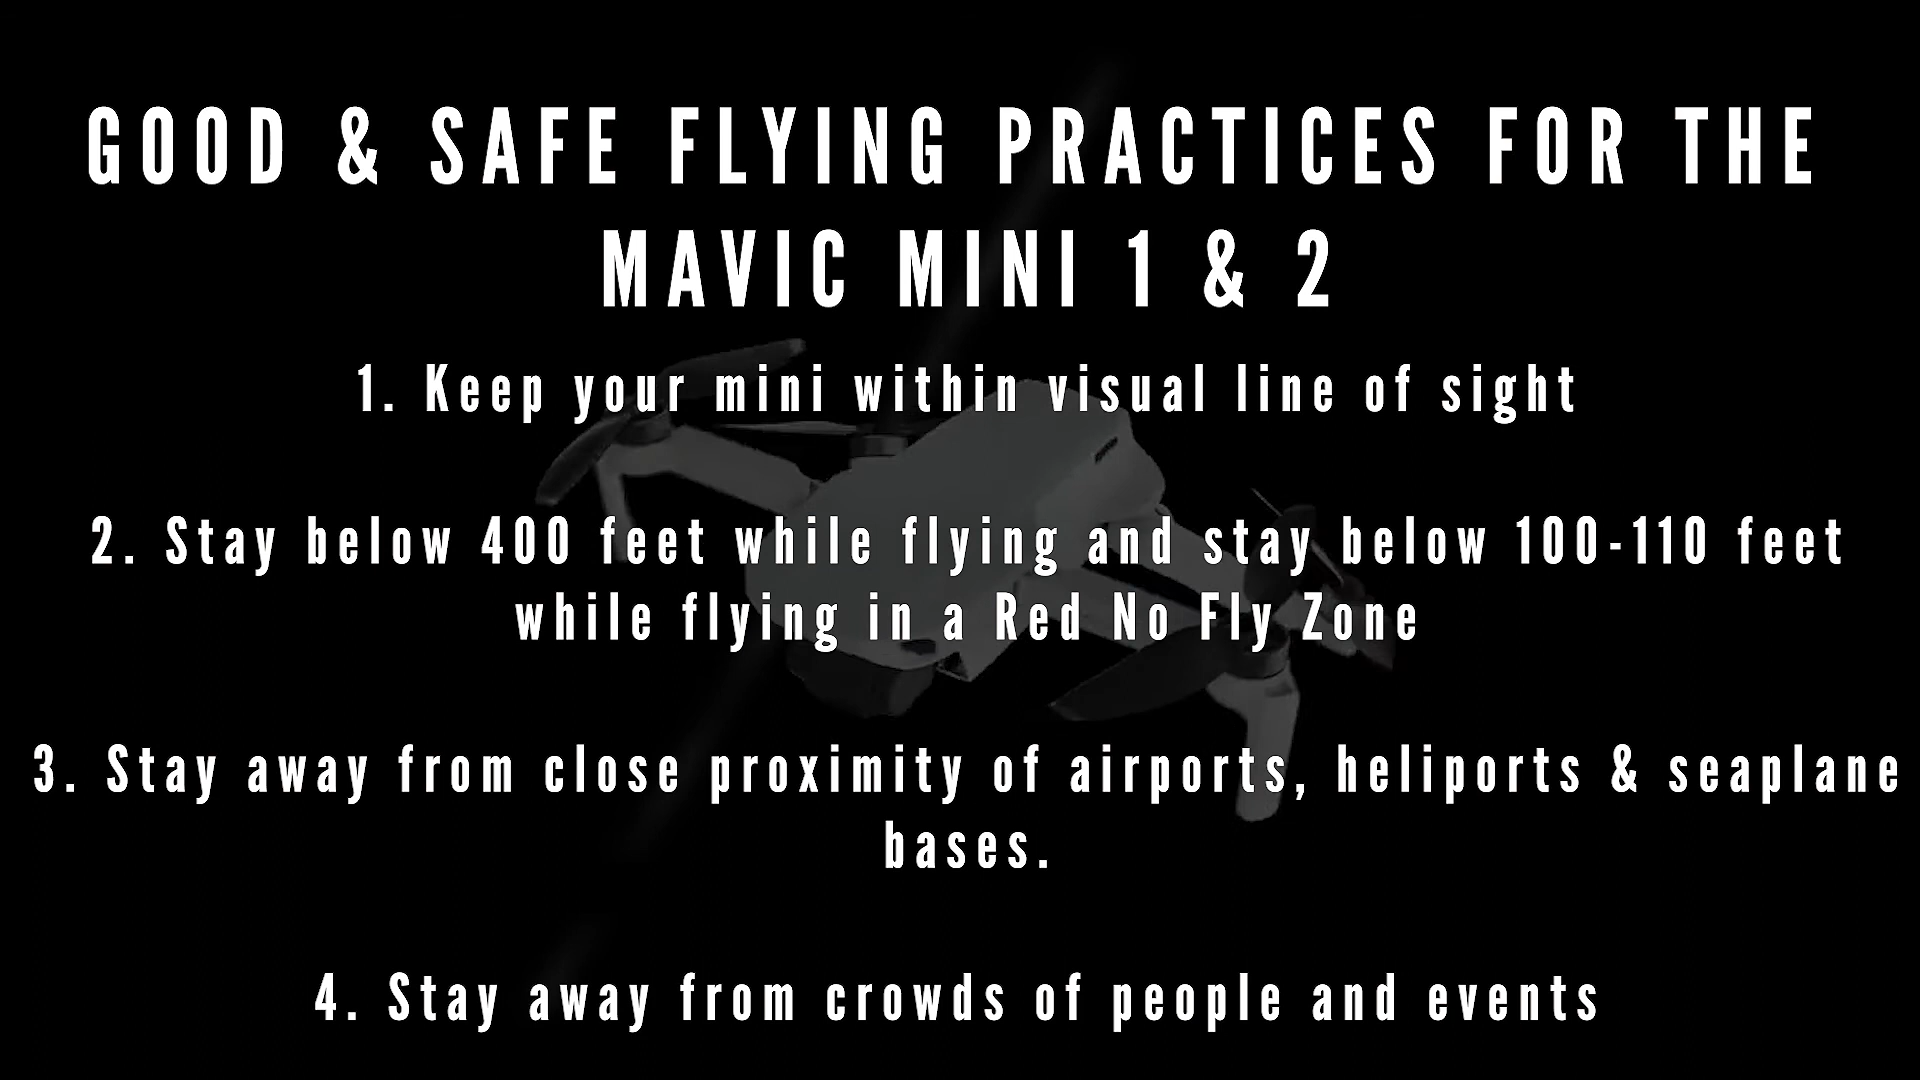 GOOD & SAFE FLYING PRACTICES FOR THE
MAVIC MINI 1 & 2
1. Keep your mini within visual line of sight
2. Stay below 400 feet while flying and stay below 100-110 feet
while flying in a Red No Fly Zone
3. Stay away from close proximity of airports, heliports & seaplane
bases.
4. Stay away from crowds of people and events